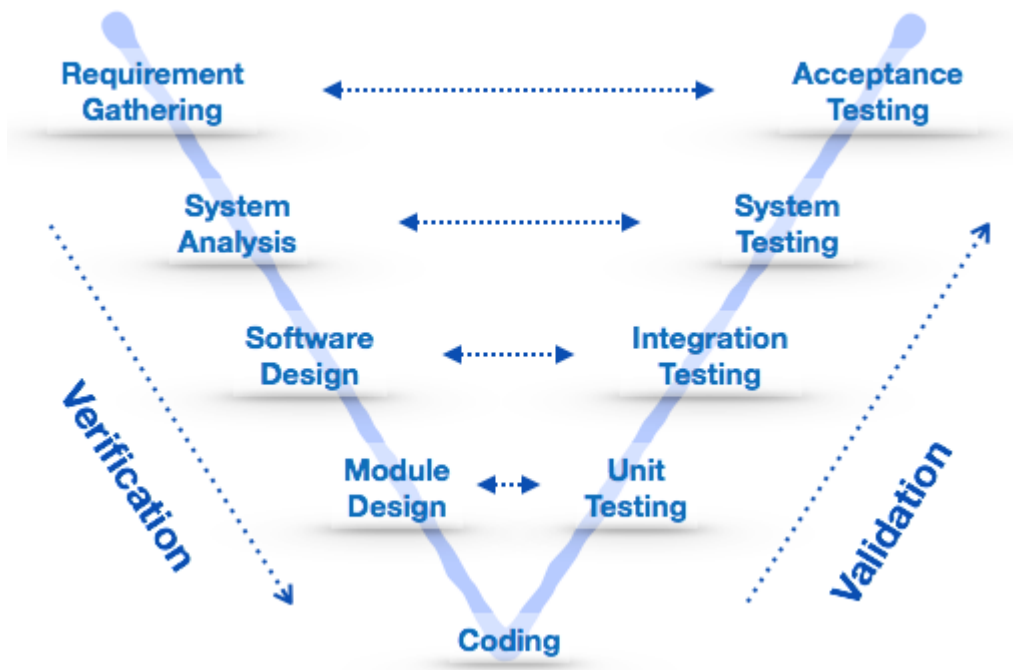 Requirement
Gathering
Acceptance
Testing
System
Analysis
System
Testing
Software
Design
Integration
Testing
Module
Design
Unit
Testing
Verification
Validation
Coding